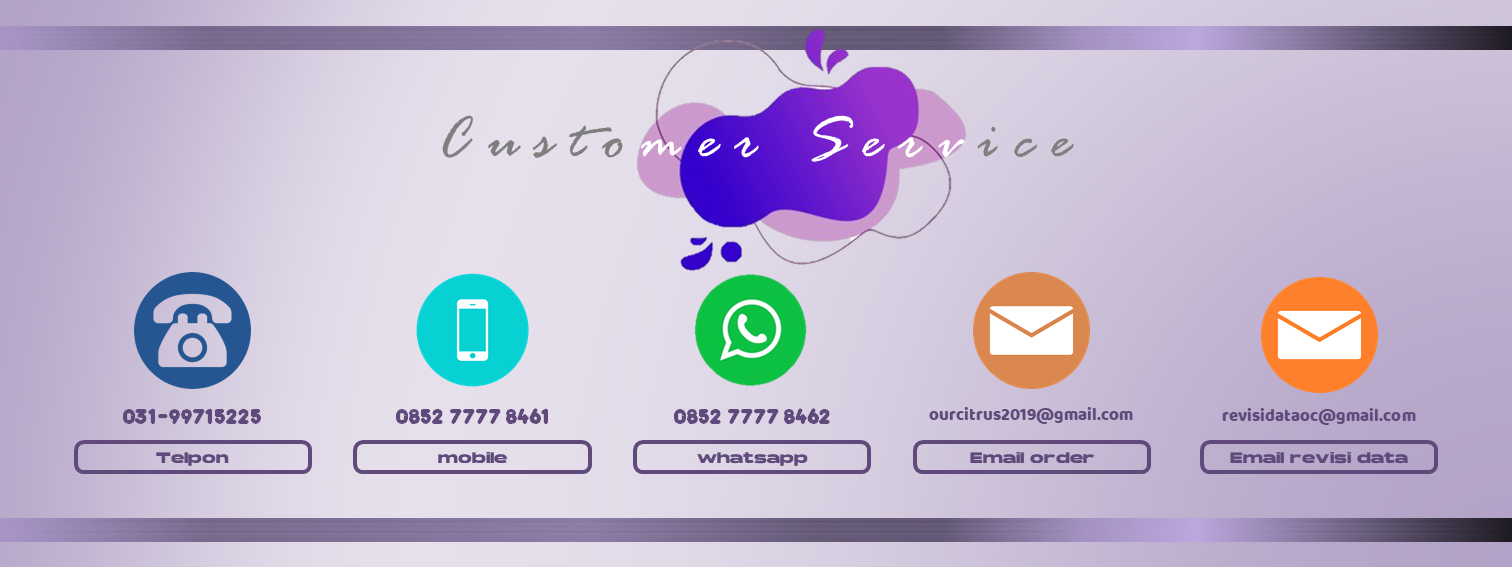 Customer Service
031-99715225
Telpon
0852 7777 8461
mobile
0852 7777 8462
whatsapp
ourcitrus2019@gmail.com
Email order
revisidataoc@gmail.com
Email revisi data